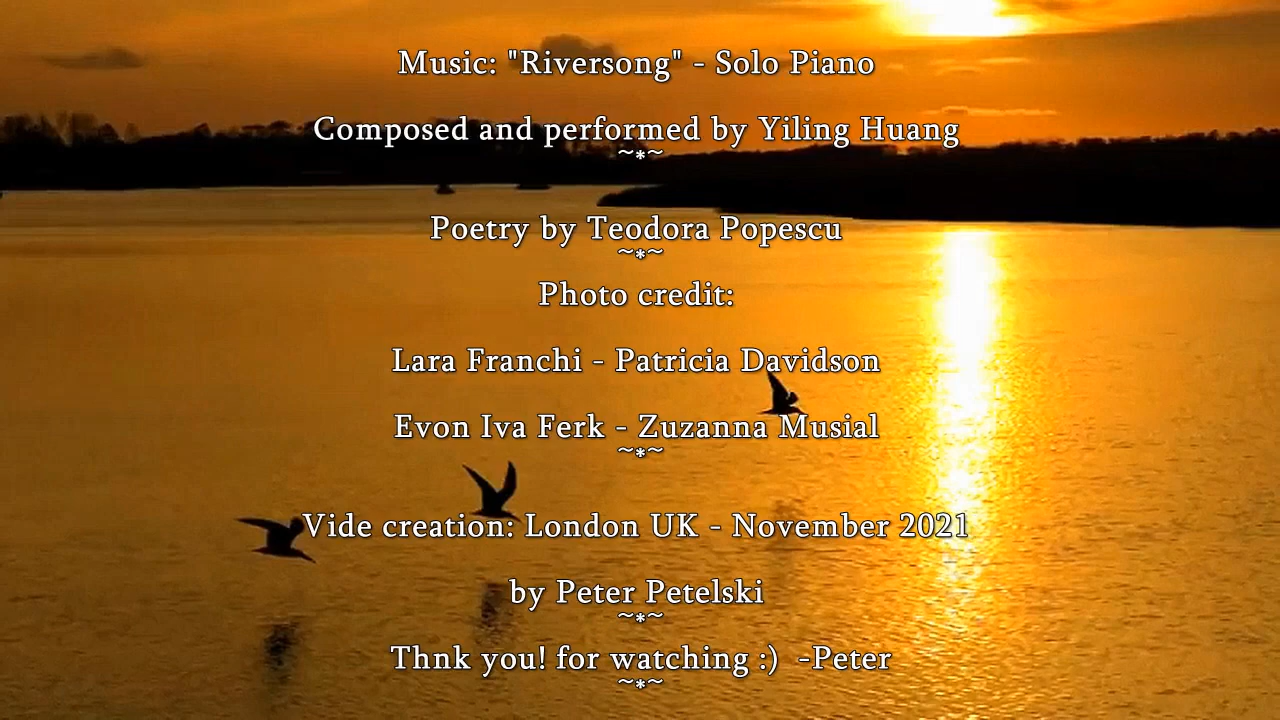 Music: "Riversong" - Solo Piano
Composed and performed by Yiling Huang
~*~
Poetry by Teodora Popescu
~*~
Photo credit:
Lara Franchi - Patricia Davidson
Evon Iva Ferk - Zuzanna Musial
~*~
Vide creation: London UK - November 2021
by Peter Petelski
~*~
Thnk you! for watching :)  -Peter
~*~